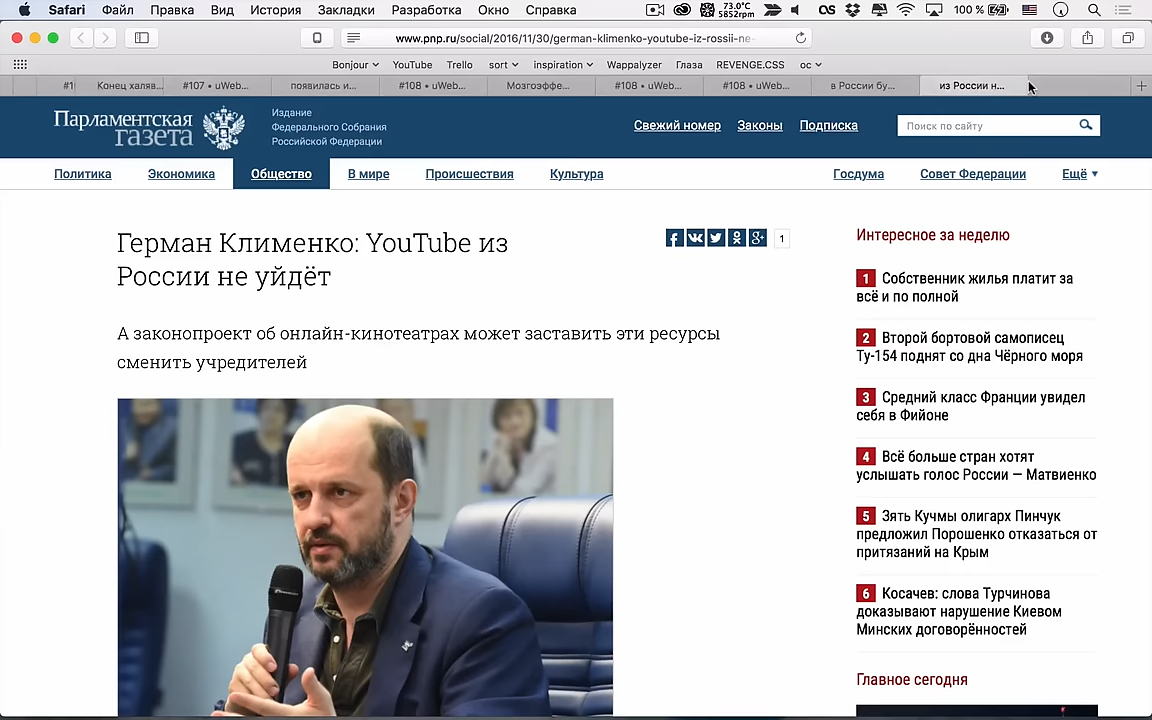 Safari Файл Правка Вид История Закладки Разработка Окно Справка
73.0°C
5852rpm
100 %
www.pnp.ru/social/2016/11/30/german-klimenko-youtube-iz-rossii-ne-
Bonjour YouTube Trello sort inspiration Wappalyzer Глаза REVENGE.CSS ос
#1 Конец халяв... #107 • uWeb... появилась и... #108 • uWeb... Мозгоэффе... #108 • uWeb... #108 • uWeb... в России бу... из России н...
Парламентская
газета
Издание
Федерального Собрания
Российской Федерации
Свежий номер Законы Подписка
Поиск по сайту
Политика Экономика Общество В мире Происшествия Культура Госдума Совет Федерации Ещё
Герман Клименко: YouTube из
России не уйдёт
1
А законопроект об онлайн-кинотеатрах может заставить эти ресурсы
сменить учредителей
Интересное за неделю
1 Собственник жилья платит за
всё и по полной
2 Второй бортовой самописец
Ту-154 поднят со дна Чёрного моря
3 Средний класс Франции увидел
себя в Фийоне
4 Всё больше стран хотят
услышать голос России — Матвиенко
5 Зять Кучмы олигарх Пинчук
предложил Порошенко отказаться от
притязаний на Крым
6 Косачев: слова Турчинова
доказывают нарушение Киевом
Минских договорённостей
Главное сегодня